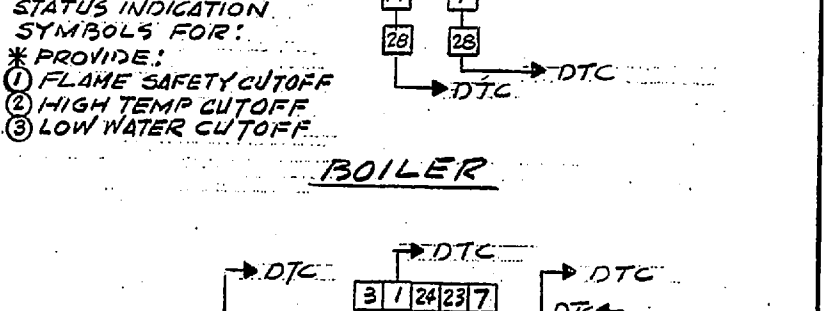 STATUS INDICATION
SYMBOLS FOR:
* PROVIDE:
① FLAME SAFETY CUTOFF
② HIGH TEMP CUTOFF
③ LOW WATER CUTOFF
28 28
DTC
DTC
BOILER
DTC
DTC
DTC
3 1 24 23 7
DTC